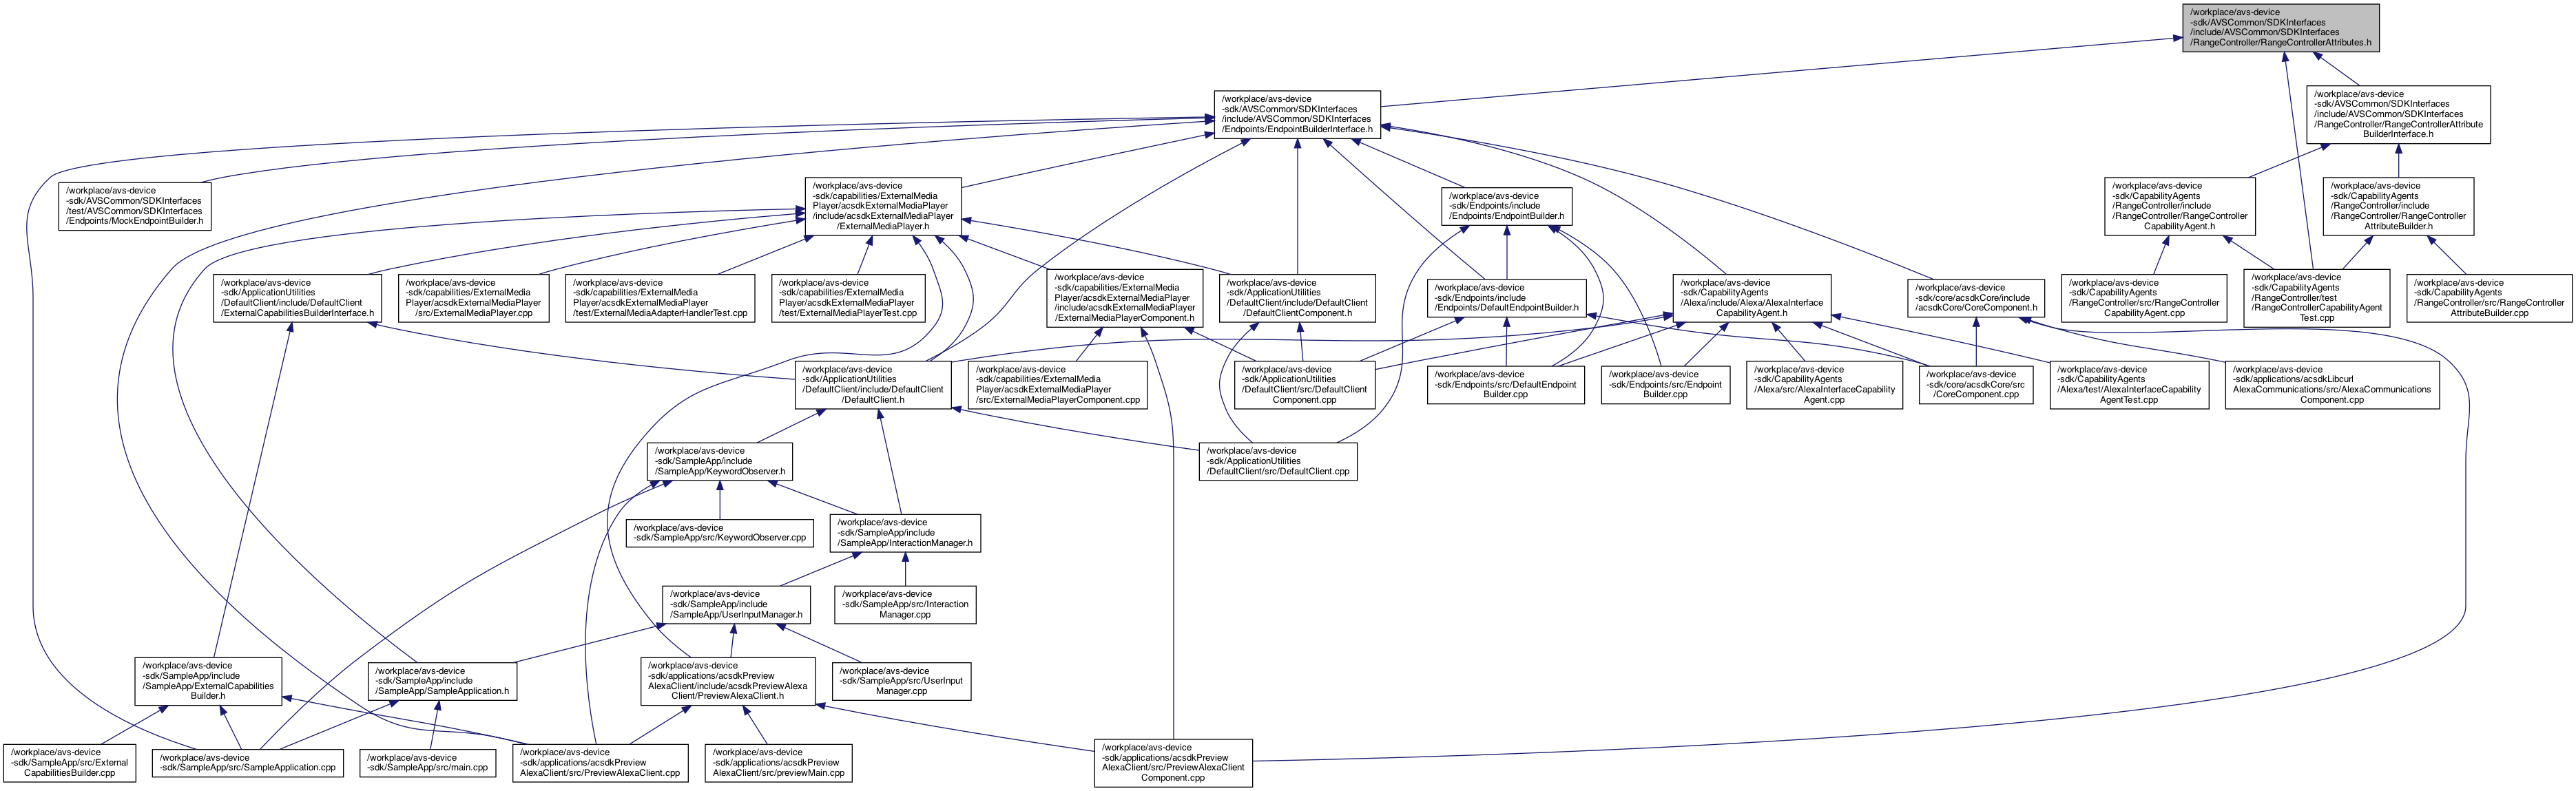 /workplace/avs-device
-sdk/AVSCommon/SDKInterfaces
/include/AVSCommon/SDKInterfaces
/RangeController/RangeControllerAttributes.h
/workplace/avs-device
-sdk/AVSCommon/SDKInterfaces
/include/AVSCommon/SDKInterfaces
/Endpoints/EndpointBuilderInterface.h
/workplace/avs-device
-sdk/AVSCommon/SDKInterfaces
/include/AVSCommon/SDKInterfaces
/RangeController/RangeControllerAttribute
BuilderInterface.h
/workplace/avs-device
-sdk/AVSCommon/SDKInterfaces
/test/AVSCommon/SDKInterfaces
/Endpoints/MockEndpointBuilder.h
/workplace/avs-device
-sdk/capabilities/ExternalMedia
Player/acsdkExternalMediaPlayer
/include/acsdkExternalMediaPlayer
/ExternalMediaPlayer.h
/workplace/avs-device
-sdk/Endpoints/include
/Endpoints/EndpointBuilder.h
/workplace/avs-device
-sdk/CapabilityAgents
/RangeController/include
/RangeController/RangeController
CapabilityAgent.h
/workplace/avs-device
-sdk/CapabilityAgents
/RangeController/include
/RangeController/RangeController
AttributeBuilder.h
/workplace/avs-device
-sdk/ApplicationUtilities
/DefaultClient/include/DefaultClient
/ExternalCapabilitiesBuilderInterface.h
/workplace/avs-device
-sdk/capabilities/ExternalMedia
Player/acsdkExternalMediaPlayer
/src/ExternalMediaPlayer.cpp
/workplace/avs-device
-sdk/capabilities/ExternalMedia
Player/acsdkExternalMediaPlayer
/test/ExternalMediaAdapterHandlerTest.cpp
/workplace/avs-device
-sdk/capabilities/ExternalMedia
Player/acsdkExternalMediaPlayer
/test/ExternalMediaPlayerTest.cpp
/workplace/avs-device
-sdk/capabilities/ExternalMedia
Player/acsdkExternalMediaPlayer
/include/acsdkExternalMediaPlayer
/ExternalMediaPlayerComponent.h
/workplace/avs-device
-sdk/ApplicationUtilities
/DefaultClient/include/DefaultClient
/DefaultClientComponent.h
/workplace/avs-device
-sdk/Endpoints/include
/Endpoints/DefaultEndpointBuilder.h
/workplace/avs-device
-sdk/CapabilityAgents
/Alexa/include/Alexa/AlexaInterface
CapabilityAgent.h
/workplace/avs-device
-sdk/core/acsdkCore/include
/acsdkCore/CoreComponent.h
/workplace/avs-device
-sdk/CapabilityAgents
/RangeController/src/RangeController
CapabilityAgent.cpp
/workplace/avs-device
-sdk/CapabilityAgents
/RangeController/test
/RangeControllerCapabilityAgent
Test.cpp
/workplace/avs-device
-sdk/CapabilityAgents
/RangeController/src/RangeController
AttributeBuilder.cpp
/workplace/avs-device
-sdk/ApplicationUtilities
/DefaultClient/include/DefaultClient
/DefaultClient.h
/workplace/avs-device
-sdk/capabilities/ExternalMedia
Player/acsdkExternalMediaPlayer
/src/ExternalMediaPlayerComponent.cpp
/workplace/avs-device
-sdk/ApplicationUtilities
/DefaultClient/src/DefaultClient
Component.cpp
/workplace/avs-device
-sdk/Endpoints/src/DefaultEndpoint
Builder.cpp
/workplace/avs-device
-sdk/Endpoints/src/Endpoint
Builder.cpp
/workplace/avs-device
-sdk/CapabilityAgents
/Alexa/src/AlexaInterfaceCapability
Agent.cpp
/workplace/avs-device
-sdk/core/acsdkCore/src
/CoreComponent.cpp
/workplace/avs-device
-sdk/CapabilityAgents
/Alexa/test/AlexaInterfaceCapability
AgentTest.cpp
/workplace/avs-device
-sdk/applications/acsdkLibcurl
AlexaCommunications/src/AlexaCommunications
Component.cpp
/workplace/avs-device
-sdk/SampleApp/include
/SampleApp/KeywordObserver.h
/workplace/avs-device
-sdk/ApplicationUtilities
/DefaultClient/src/DefaultClient.cpp
/workplace/avs-device
-sdk/SampleApp/src/KeywordObserver.cpp
/workplace/avs-device
-sdk/SampleApp/include
/SampleApp/InteractionManager.h
/workplace/avs-device
-sdk/SampleApp/include
/SampleApp/UserInputManager.h
/workplace/avs-device
-sdk/SampleApp/src/Interaction
Manager.cpp
/workplace/avs-device
-sdk/SampleApp/include
/SampleApp/ExternalCapabilities
Builder.h
/workplace/avs-device
-sdk/SampleApp/include
/SampleApp/SampleApplication.h
/workplace/avs-device
-sdk/applications/acsdkPreview
AlexaClient/include/acsdkPreviewAlexa
Client/PreviewAlexaClient.h
/workplace/avs-device
-sdk/SampleApp/src/UserInput
Manager.cpp
/workplace/avs-device
-sdk/SampleApp/src/External
CapabilitiesBuilder.cpp
/workplace/avs-device
-sdk/SampleApp/src/SampleApplication.cpp
/workplace/avs-device
-sdk/SampleApp/src/main.cpp
/workplace/avs-device
-sdk/applications/acsdkPreview
AlexaClient/src/PreviewAlexaClient.cpp
/workplace/avs-device
-sdk/applications/acsdkPreview
AlexaClient/src/previewMain.cpp
/workplace/avs-device
-sdk/applications/acsdkPreview
AlexaClient/src/PreviewAlexaClient
Component.cpp